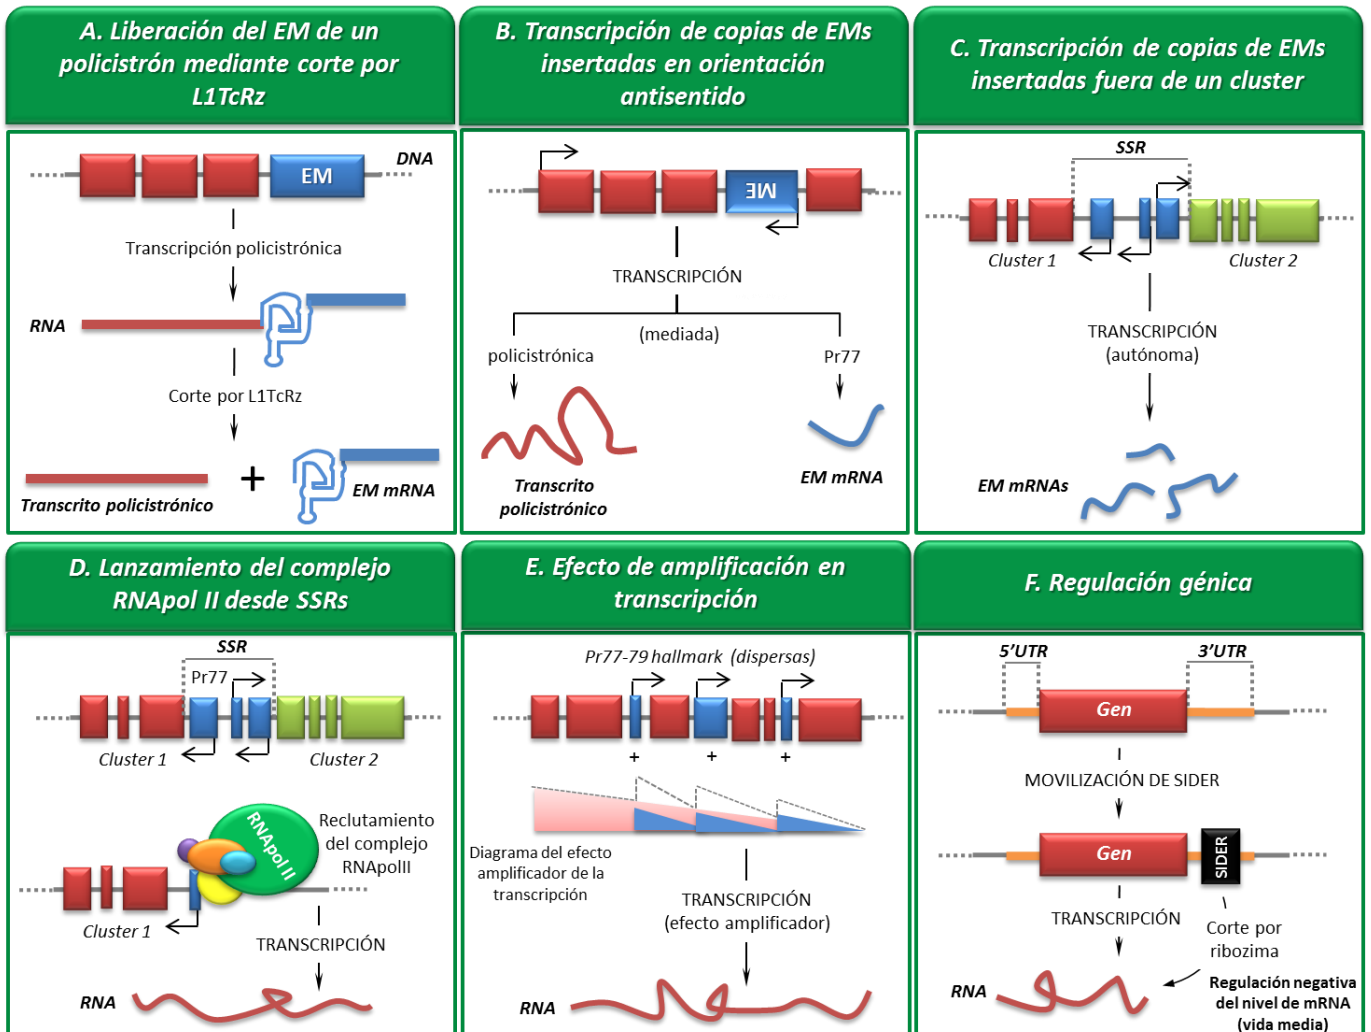 A. Liberación del EM de un
policistrón mediante corte por
L1TcRz
EM
DNA
Transcripción policistrónica
RNA
Corte por L1TcRz
+
Transcrito policistrónico
EM mRNA
B. Transcripción de copias de EMs
insertadas en orientación
antisentido
ME
TRANSCRIPCIÓN
(mediada)
policistrónica
Pr77
Transcrito
policistrónico
EM mRNA
C. Transcripción de copias de EMs
insertadas fuera de un cluster
SSR
Cluster 1
Cluster 2
TRANSCRIPCIÓN
(autónoma)
EM mRNAs
D. Lanzamiento del complejo
RNApol II desde SSRs
SSR
Pr77
Cluster 1
Cluster 2
RNApol II
Reclutamiento
del complejo
RNApolII
Cluster 1
TRANSCRIPCIÓN
RNA
E. Efecto de amplificación en
transcripción
Pr77-79 hallmark (dispersas)
+ + +
Diagrama del efecto
amplificador de la
transcripción
TRANSCRIPCIÓN
(efecto amplificador)
RNA
F. Regulación génica
5’UTR
3’UTR
Gen
MOVILIZACIÓN DE SIDER
Gen
SIDER
TRANSCRIPCIÓN
Corte por
ribozima
RNA
Regulación negativa
del nivel de mRNA
(vida media)